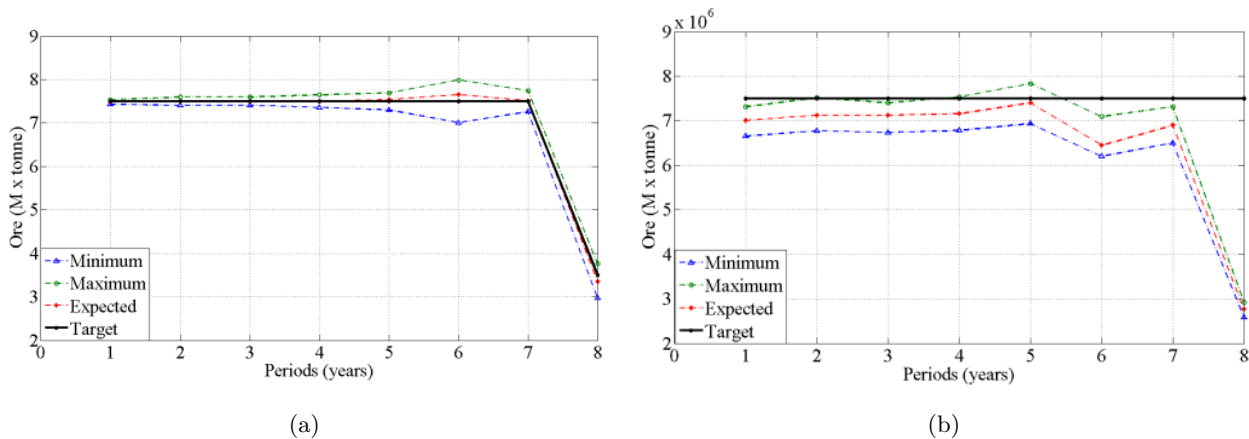 9
8
7
6
5
4
3
2
Ore (M x tonne)
Minimum
Maximum
Expected
Target
0 1 2 3 4 5 6 7 8
Periods (years)
(a)
x 10^6
9
8
7
6
5
4
3
2
Ore (M x tonne)
Minimum
Maximum
Expected
Target
0 1 2 3 4 5 6 7 8
Periods (years)
(b)